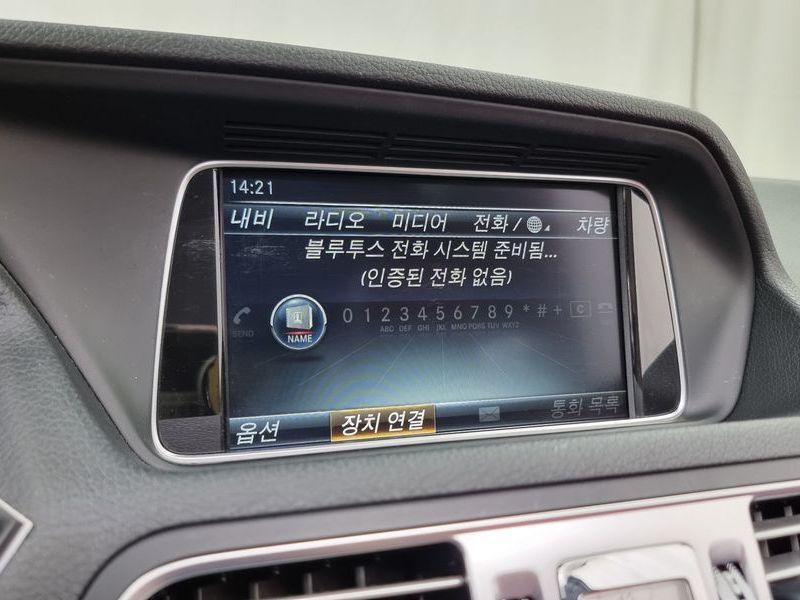 14:21
내비 라디오 미디어 전화 / 차량
블루투스 전화 시스템 준비됨...
(인증된 전화 없음)
SEND NAME 0 1 2 3 4 5 6 7 8 9 * # + C
ABC DEF GHI JKL MNO PQRS TUV WXYZ
옵션 장치 연결 통화 목록